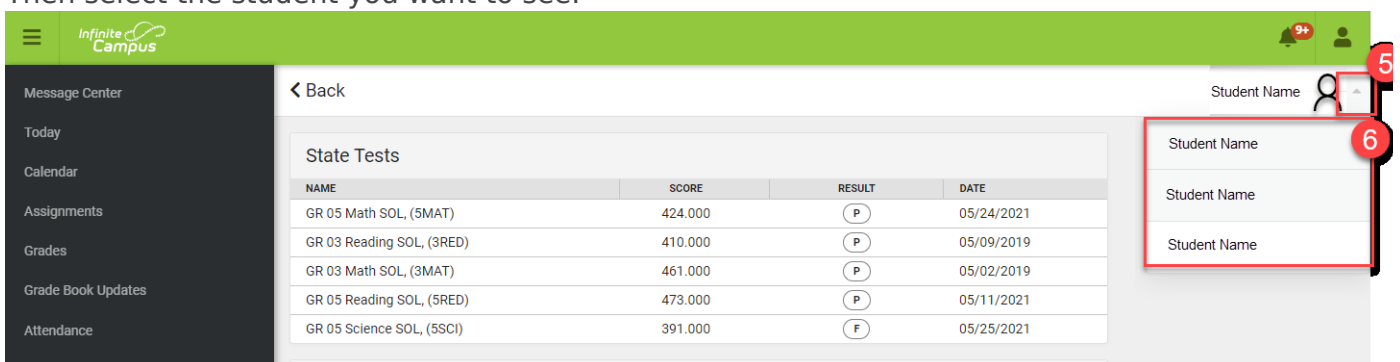 Then select the student you want to see.
Infinite
Campus
9+
5
Message Center
Back
Student Name
Today
State Tests
Student Name
6
Calendar
NAME SCORE RESULT DATE
Student Name
Assignments
GR 05 Math SOL, (5MAT) 424.000 P 05/24/2021
Grades
GR 03 Reading SOL, (3RED) 410.000 P 05/09/2019
Student Name
GR 03 Math SOL, (3MAT) 461.000 P 05/02/2019
Grade Book Updates
GR 05 Reading SOL, (5RED) 473.000 P 05/11/2021
Attendance
GR 05 Science SOL, (5SCI) 391.000 F 05/25/2021